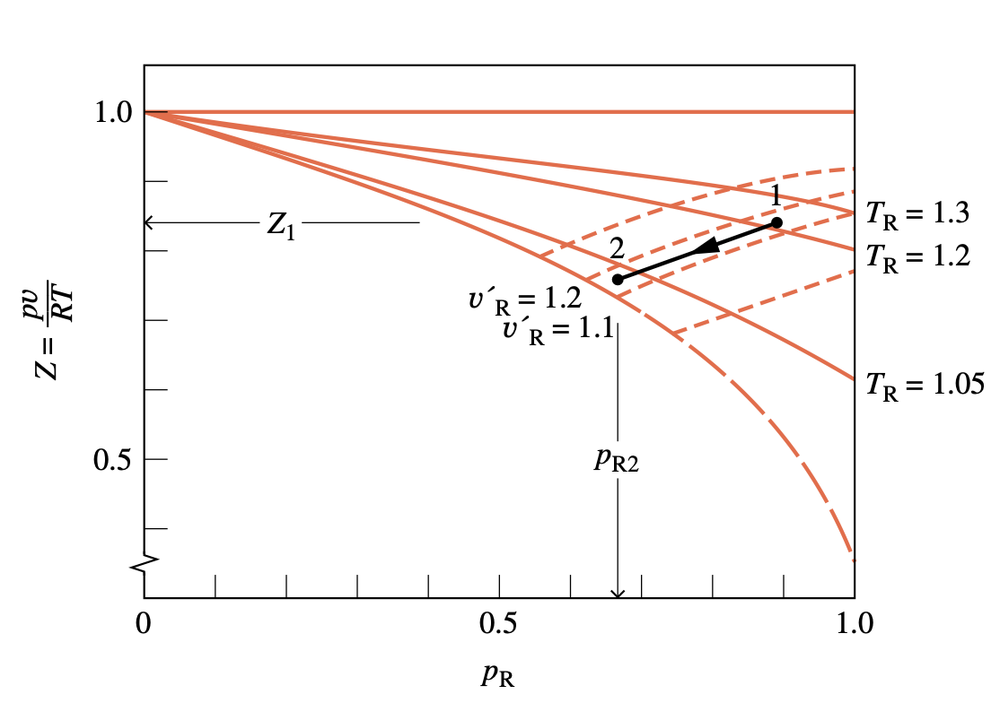 1.0
Z1
1
2
TR = 1.3
TR = 1.2
v´R = 1.2
v´R = 1.1
Z = pv/RT
TR = 1.05
0.5
pR2
0
0.5
1.0
pR